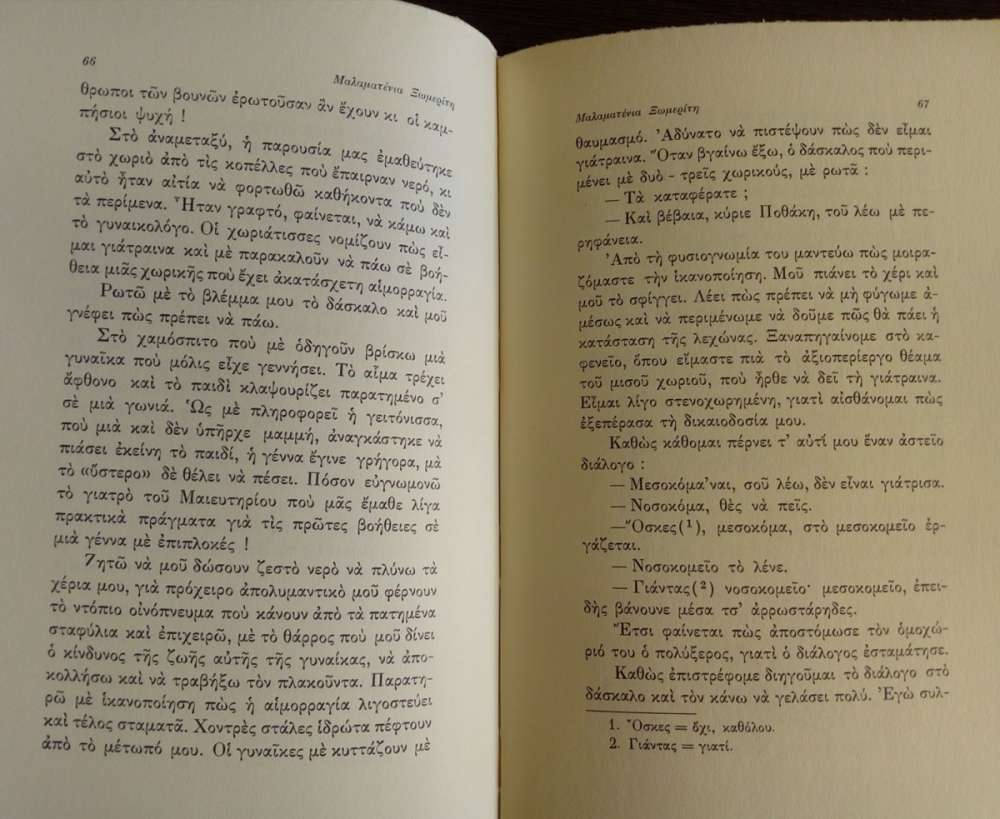 66
Μαλαματένια Ξωμερίτη
θρωποι τῶν βουνῶν ἐρωτοῦσαν ἂν ἔχουν κι οἱ καμ-
πήσιοι ψυχή !
Στὸ ἀναμεταξύ, ἡ παρουσία μας ἐμαθεύτηκε
στὸ χωριὸ ἀπὸ τὶς κοπέλλες ποὺ ἔπαιρναν νερό, κι
αὐτὸ ἦταν αἰτία νὰ φορτωθῶ καθήκοντα ποὺ δὲν
τὰ περίμενα. Ἦταν γραφτό, φαίνεται, νὰ κάμω καὶ
τὸ γυναικολόγο. Οἱ χωριάτισσες νομίζουν πὼς εἶ-
μαι γιάτραινα καὶ μὲ παρακαλοῦν νὰ πάω σὲ βοή-
θεια μιᾶς χωρικῆς ποὺ ἔχει ἀκατάσχετη αἱμορραγία.
Ρωτῶ μὲ τὸ βλέμμα μου τὸ δάσκαλο καὶ μοῦ
γνέφει πὼς πρέπει νὰ πάω.
Στὸ χαμόσπιτο ποὺ μὲ ὁδηγοῦν βρίσκω μιὰ
γυναῖκα ποὺ μόλις εἶχε γεννήσει. Τὸ αἷμα τρέχει
ἄφθονο καὶ τὸ παιδὶ κλαψουρίζει παρατημένο σ'
σὲ μιὰ γωνιά. Ὡς μὲ πληροφορεῖ ἡ γειτόνισσα,
ποὺ μιὰ καὶ δὲν ὑπῆρχε μαμμή, ἀναγκάστηκε νὰ
πιάσει ἐκείνη τὸ παιδί, ἡ γέννα ἔγινε γρήγορα, μὰ
τὸ «ὕστερο» δὲ θέλει νὰ πέσει. Πόσον εὐγνωμονῶ
τὸ γιατρὸ τοῦ Μαιευτηρίου ποὺ μᾶς ἔμαθε λίγα
πρακτικὰ πράγματα γιὰ τὶς πρῶτες βοήθειες σὲ
μιὰ γέννα μὲ ἐπιπλοκές !
Ζητῶ νὰ μοῦ δώσουν ζεστὸ νερὸ νὰ πλύνω τὰ
χέρια μου, γιὰ πρόχειρο ἀπολυμαντικὸ μοῦ φέρνουν
τὸ ντόπιο οἰνόπνευμα ποὺ κάνουν ἀπὸ τὰ πατημένα
σταφύλια καὶ ἐπιχειρῶ, μὲ τὸ θάρρος ποὺ μοῦ δίνει
ὁ κίνδυνος τῆς ζωῆς αὐτῆς τῆς γυναίκας, νὰ ἀπο-
κολλήσω καὶ νὰ τραβήξω τὸν πλακοῦντα. Παρατη-
ρῶ μὲ ἱκανοποίηση πὼς ἡ αἱμορραγία λιγοστεύει
καὶ τέλος σταματᾶ. Χοντρὲς στάλες ἱδρώτα πέφτουν
ἀπὸ τὸ μέτωπό μου. Οἱ γυναῖκες μὲ κυττάζουν μὲ
Μαλαματένια Ξωμερίτη
67
θαυμασμό. Ἀδύνατο νὰ πιστέψουν πὼς δὲν εἶμαι
γιάτραινα. Ὅταν βγαίνω ἔξω, ὁ δάσκαλος ποὺ περι-
μένει μὲ δυὸ - τρεῖς χωρικούς, μὲ ρωτᾶ :
— Τὰ καταφέρατε ;
— Καὶ βέβαια, κύριε Ποθάκη, τοῦ λέω μὲ πε-
ρηφάνεια.
Ἀπὸ τὴ φυσιογνωμία του μαντεύω πὼς μοιρα-
ζόμαστε τὴν ἱκανοποίηση. Μοῦ πιάνει τὸ χέρι καὶ
μοῦ τὸ σφίγγει. Λέει πὼς πρέπει νὰ μὴ φύγωμε ἀ-
μέσως καὶ νὰ περιμένωμε νὰ δοῦμε πῶς θὰ πάει ἡ
κατάσταση τῆς λεχώνας. Ξαναπηγαίνομε στὸ κα-
φενεῖο, ὅπου εἴμαστε πιὰ τὸ ἀξιοπερίεργο θέαμα
τοῦ μισοῦ χωριοῦ, ποὺ ἦρθε νὰ δεῖ τὴ γιάτραινα.
Εἶμαι λίγο στενοχωρημένη, γιατὶ αἰσθάνομαι πὼς
ἐξεπέρασα τὴ δικαιοδοσία μου.
Καθὼς κάθομαι πέρνει τ' αὐτί μου ἕναν ἀστεῖο
διάλογο :
— Μεσοκόμα'ναι, σοῦ λέω, δὲν εἶναι γιάτρισα.
— Νοσοκόμα, θὲς νὰ πεῖς.
—Ὄσκες(¹), μεσοκόμα, στὸ μεσοκομεῖο ἐρ-
γάζεται.
— Νοσοκομεῖο τὸ λένε.
— Γιάντας(²) νοσοκομεῖο· μεσοκομεῖο, ἐπει-
δῆς βάνουνε μέσα τσ' ἀρρωστάρηδες.
Ἔτσι φαίνεται πὼς ἀποστόμωσε τὸν ὁμοχώ-
ριό του ὁ πολύξερος, γιατὶ ὁ διάλογος ἐσταμάτησε.
Καθὼς ἐπιστρέφομε διηγοῦμαι τὸ διάλογο στὸ
δάσκαλο καὶ τὸν κάνω νὰ γελάσει πολύ. Ἐγὼ συλ-
1. Ὄσκες = ὄχι, καθόλου.
2. Γιάντας = γιατί.